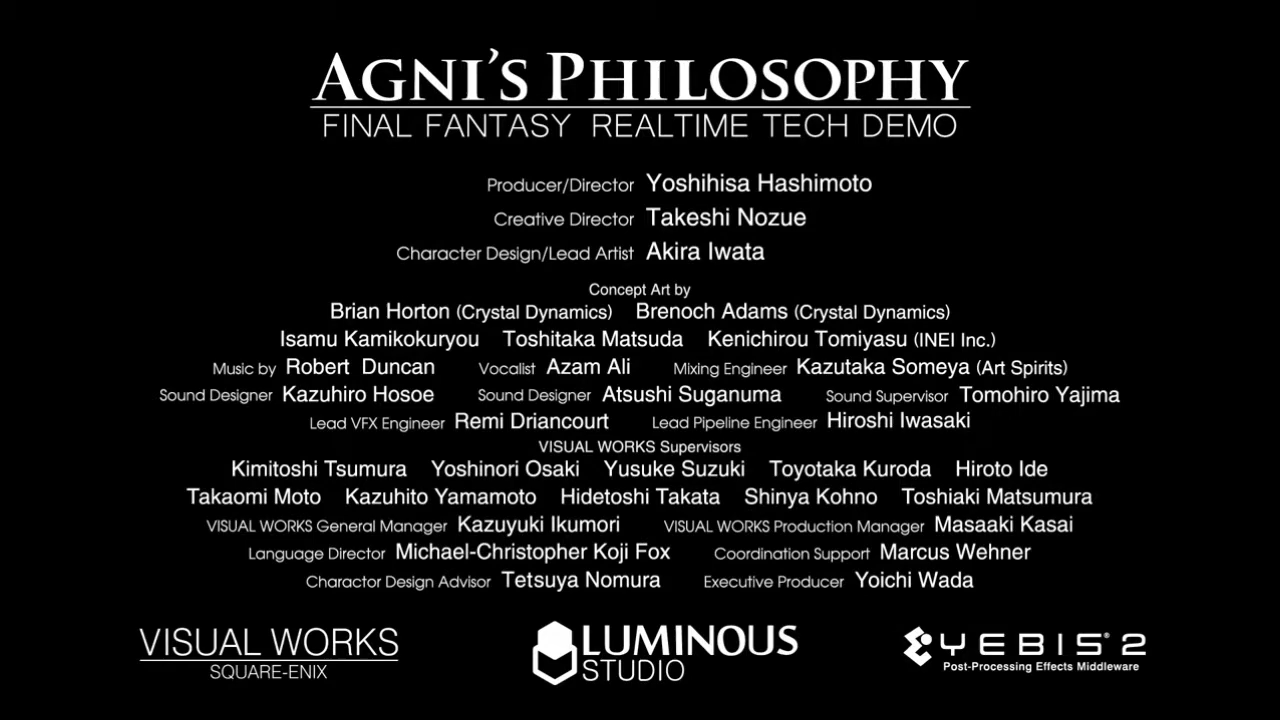 AGNI'S PHILOSOPHY
FINAL FANTASY REALTIME TECH DEMO
Producer/Director Yoshihisa Hashimoto
Creative Director Takeshi Nozue
Character Design/Lead Artist Akira Iwata
Concept Art by
Brian Horton (Crystal Dynamics) Brenoch Adams (Crystal Dynamics)
Isamu Kamikokuryou Toshitaka Matsuda Kenichirou Tomiyasu (INEI Inc.)
Music by Robert Duncan Vocalist Azam Ali Mixing Engineer Kazutaka Someya (Art Spirits)
Sound Designer Kazuhiro Hosoe Sound Designer Atsushi Suganuma Sound Supervisor Tomohiro Yajima
Lead VFX Engineer Remi Driancourt Lead Pipeline Engineer Hiroshi Iwasaki
VISUAL WORKS Supervisors
Kimitoshi Tsumura Yoshinori Osaki Yusuke Suzuki Toyotaka Kuroda Hiroto Ide
Takaomi Moto Kazuhito Yamamoto Hidetoshi Takata Shinya Kohno Toshiaki Matsumura
VISUAL WORKS General Manager Kazuyuki Ikumori VISUAL WORKS Production Manager Masaaki Kasai
Language Director Michael-Christopher Koji Fox Coordination Support Marcus Wehner
Charactor Design Advisor Tetsuya Nomura Executive Producer Yoichi Wada
VISUAL WORKS
SQUARE-ENIX
LUMINOUS
STUDIO
YEBIS® 2
Post-Processing Effects Middleware